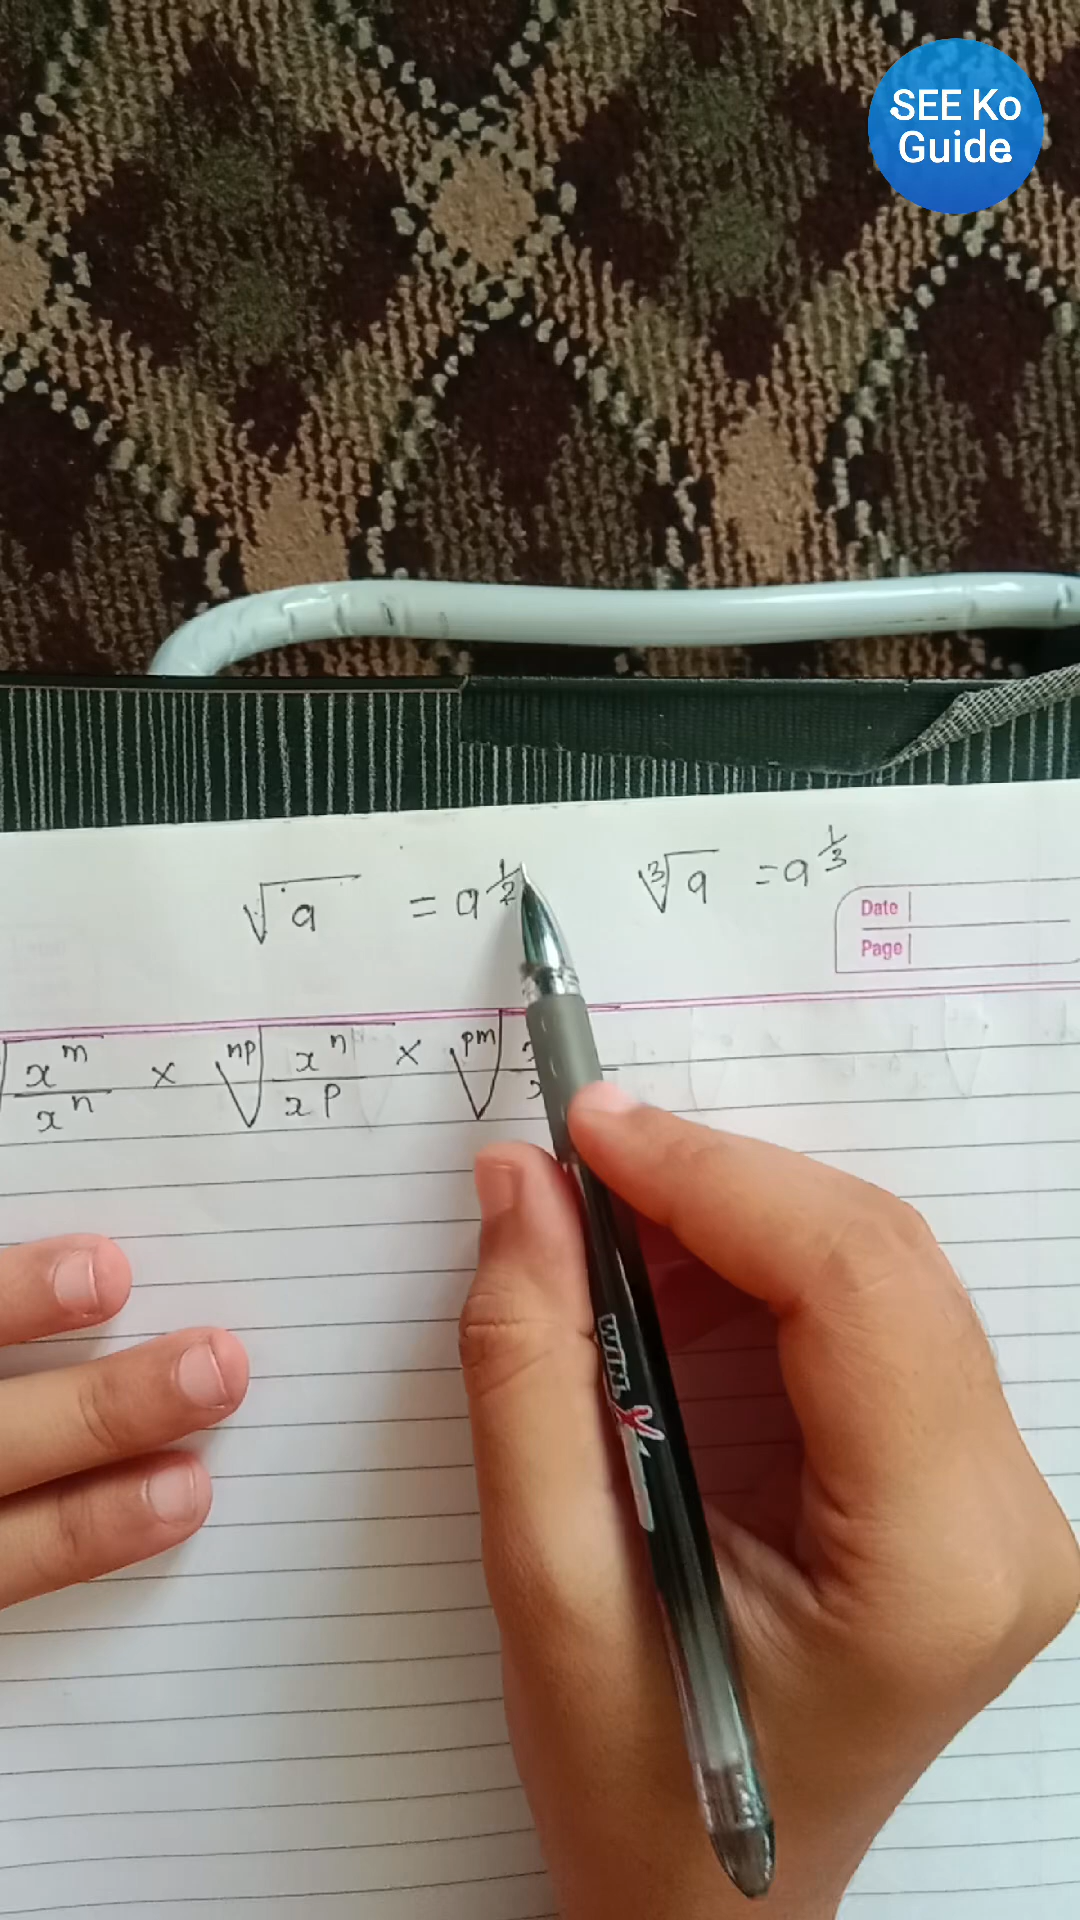 SEE Ko
Guide
√a = a^1/2 ∛a = a^1/3
Date
Page
√(x^m/x^n) × ^np√(x^n/x^p) × ^pm√
WIN